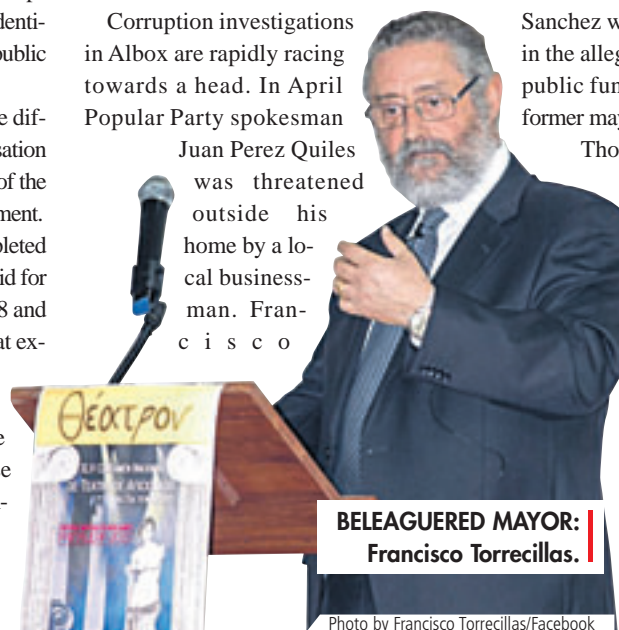 denti-
public
e dif-
sation
of the
ment.
pleted
id for
8 and
at ex-
e
e
-
Corruption investigations
in Albox are rapidly racing
towards a head. In April
Popular Party spokesman
Juan Perez Quiles
was threatened
outside his
home by a lo-
cal business-
man. Fran-
c i s c o
Sanchez w
in the alleg
public fun
former may
Tho
Θέατρον
BELEAGUERED MAYOR:
Francisco Torrecillas.
Photo by Francisco Torrecillas/Facebook